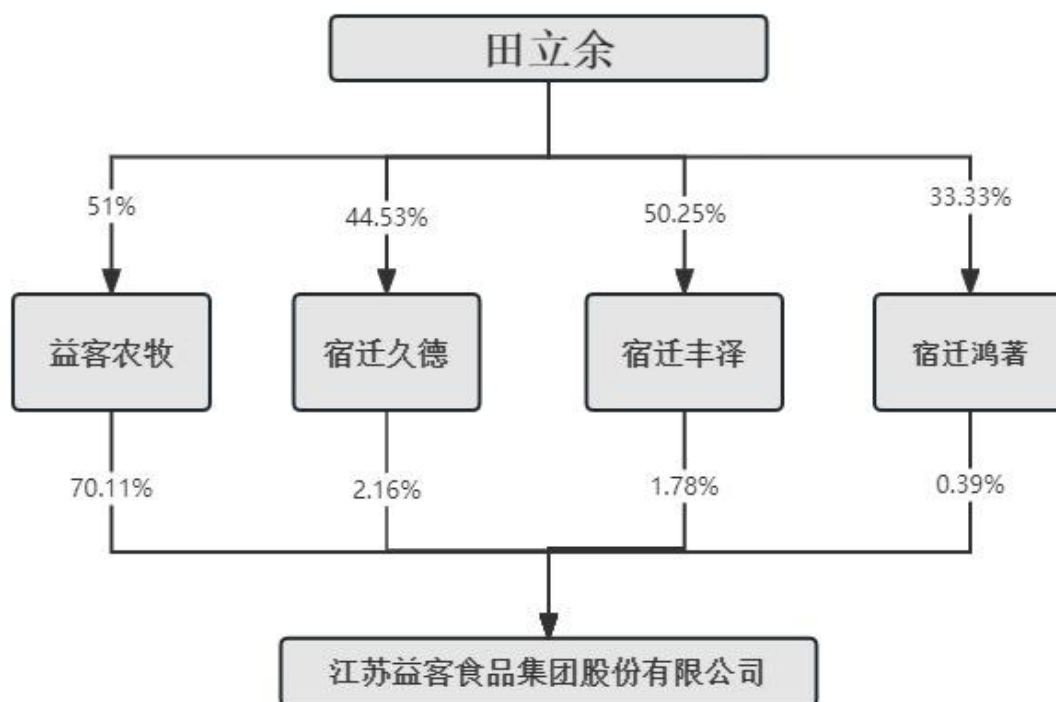 田立余
51%
44.53%
50.25%
33.33%
益客农牧
宿迁久德
宿迁丰泽
宿迁鸿著
70.11%
2.16%
1.78%
0.39%
江苏益客食品集团股份有限公司